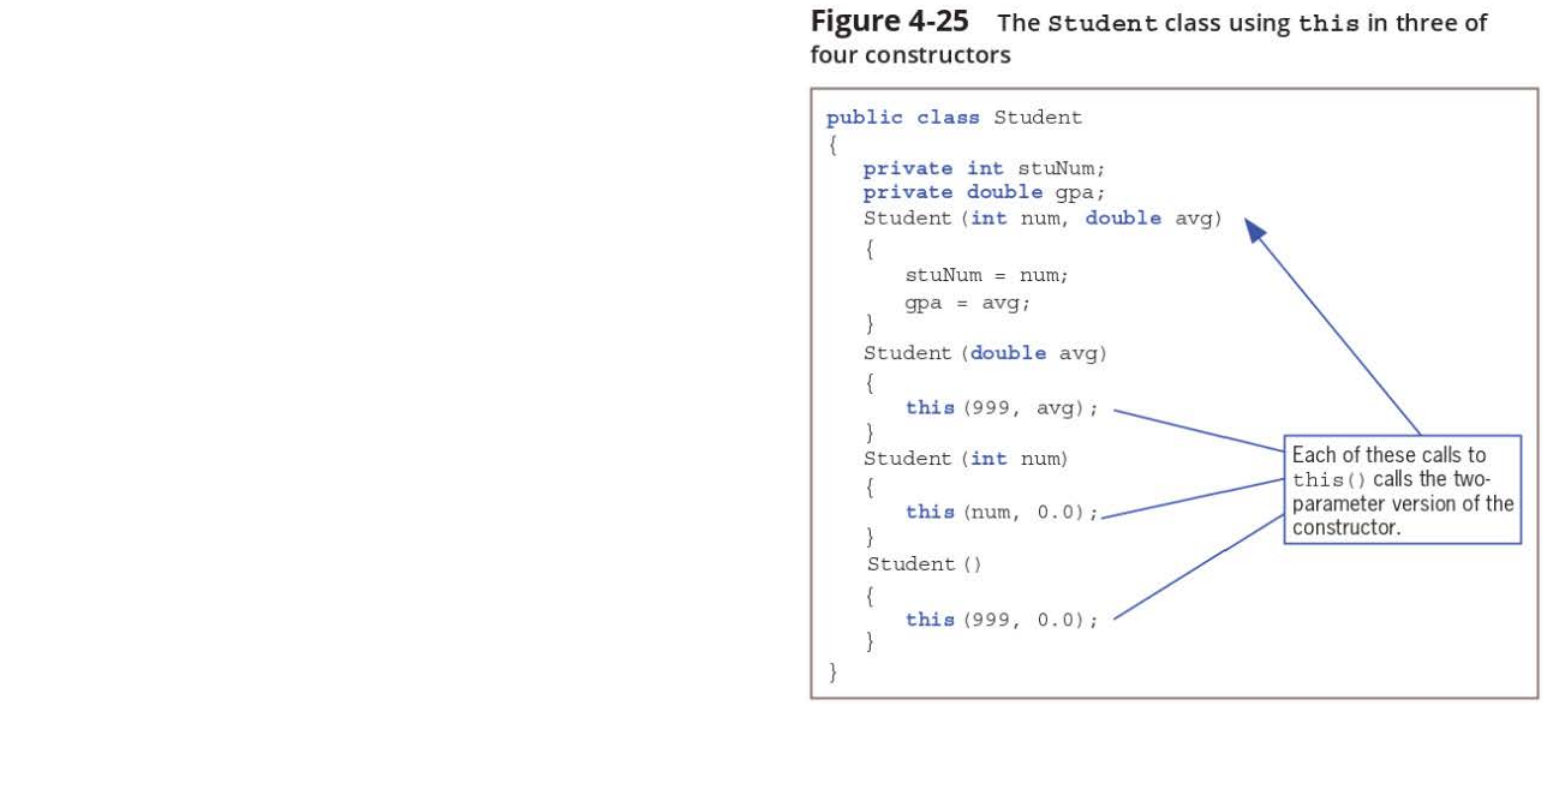 Figure 4-25 The Student class using this in three of
four constructors
public class Student
{
private int stuNum;
private double gpa;
Student (int num, double avg)
{
stuNum = num;
gpa = avg;
}
Student (double avg)
{
this (999, avg);
}
Student (int num)
{
this (num, 0.0);
}
Student ()
{
this (999, 0.0);
}
}
Each of these calls to
this() calls the two-
parameter version of the
constructor.